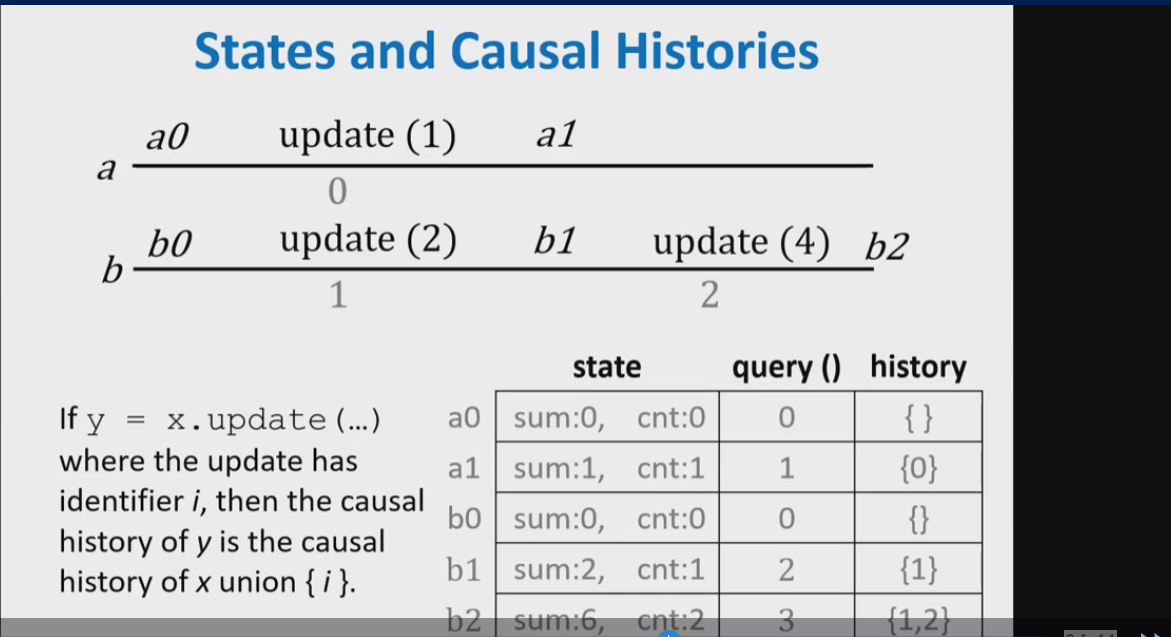 States and Causal Histories
a0 update (1) a1
a
0
b0 update (2) b1 update (4) b2
b
1 2
state query () history
a0 sum:0, cnt:0 0 { }
a1 sum:1, cnt:1 1 {0}
b0 sum:0, cnt:0 0 {}
b1 sum:2, cnt:1 2 {1}
b2 sum:6, cnt:2 3 {1,2}
If y = x.update(…)
where the update has
identifier i, then the causal
history of y is the causal
history of x union { i }.